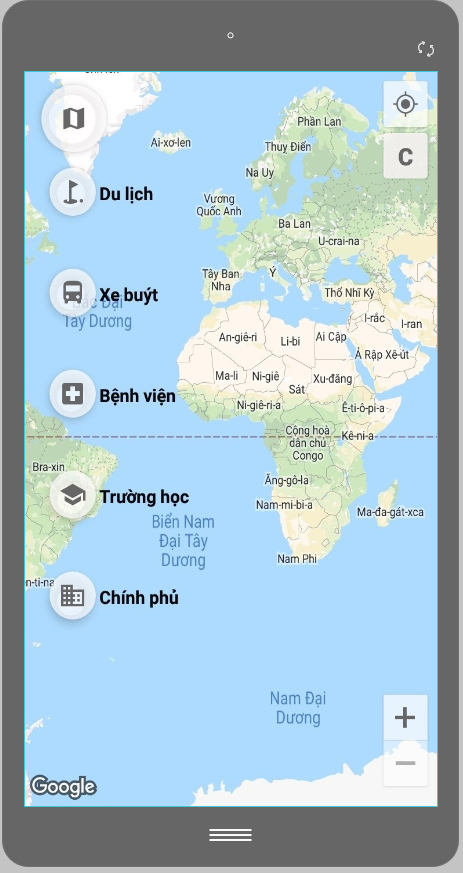 Phần Lan
Ai-xơ-len
Thụy Điển
C
Na Uy
Du lịch
Vương
Quốc Anh
Ba Lan
U-crai-na
Tây Ban
Nha
Ý
Xe buýt
Thổ Nhĩ Kỳ
Bắc Đại
Tây Dương
I-rắc
I-ran
An-giê-ri
Li-bi
Ai Cập
Ả Rập Xê-út
Ma-li
Ni-giê
Xu-đăng
Sát
Bệnh viện
Ni-giê-ri-a
Ê-ti-ô-pi-a
Cộng hoà
dân chủ
Congo
Kê-ni-a
Bra-xin
Ăng-gô-la
Trường học
Nam-mi-bi-a
Ma-đa-gát-xca
Biển Nam
Đại Tây
Dương
Nam Phi
en-ti-na
Chính phủ
Nam Đại
Dương
Google